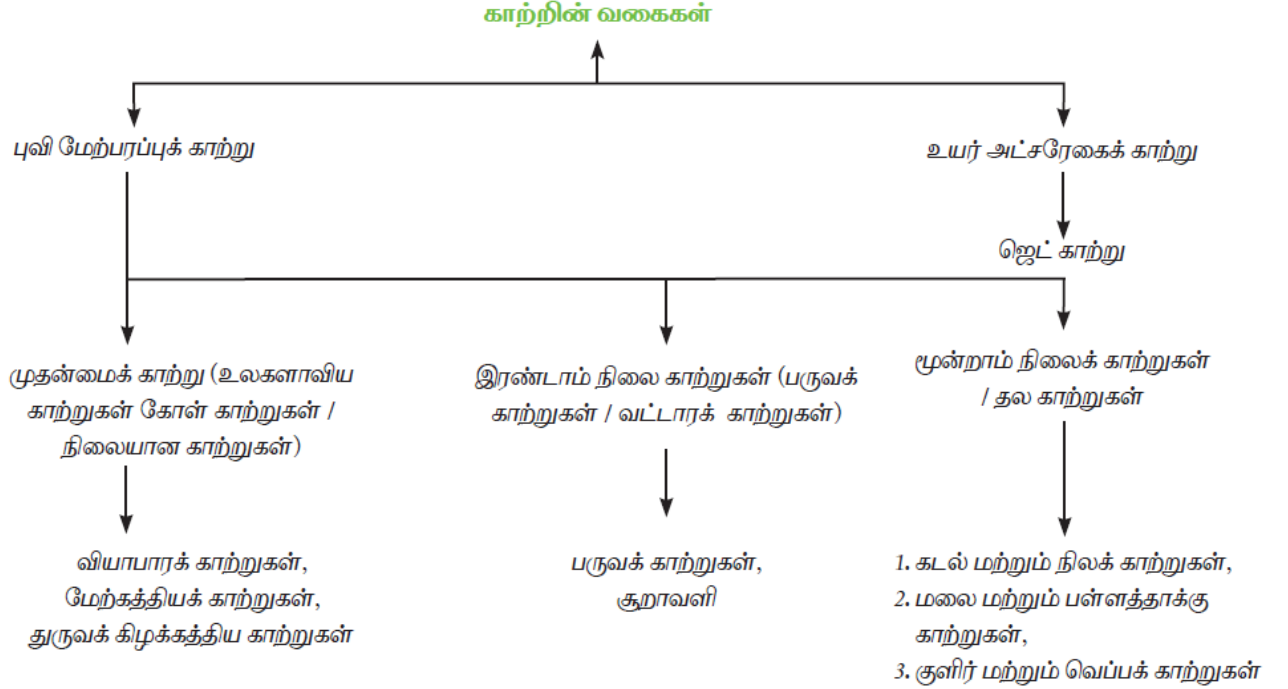 காற்றின் வகைகள்
புவி மேற்பரப்புக் காற்று
உயர் அட்சரேகைக் காற்று
ஜெட் காற்று
முதன்மைக் காற்று (உலகளாவிய
காற்றுகள் கோள் காற்றுகள் /
நிலையான காற்றுகள்)
இரண்டாம் நிலை காற்றுகள் (பருவக்
காற்றுகள் / வட்டாரக் காற்றுகள்)
மூன்றாம் நிலைக் காற்றுகள்
/ தல காற்றுகள்
வியாபாரக் காற்றுகள்,
மேற்கத்தியக் காற்றுகள்,
துருவக் கிழக்கத்திய காற்றுகள்
பருவக் காற்றுகள்,
சூறாவளி
1. கடல் மற்றும் நிலக் காற்றுகள்,
2. மலை மற்றும் பள்ளத்தாக்கு
காற்றுகள்,
3. குளிர் மற்றும் வெப்பக் காற்றுகள்